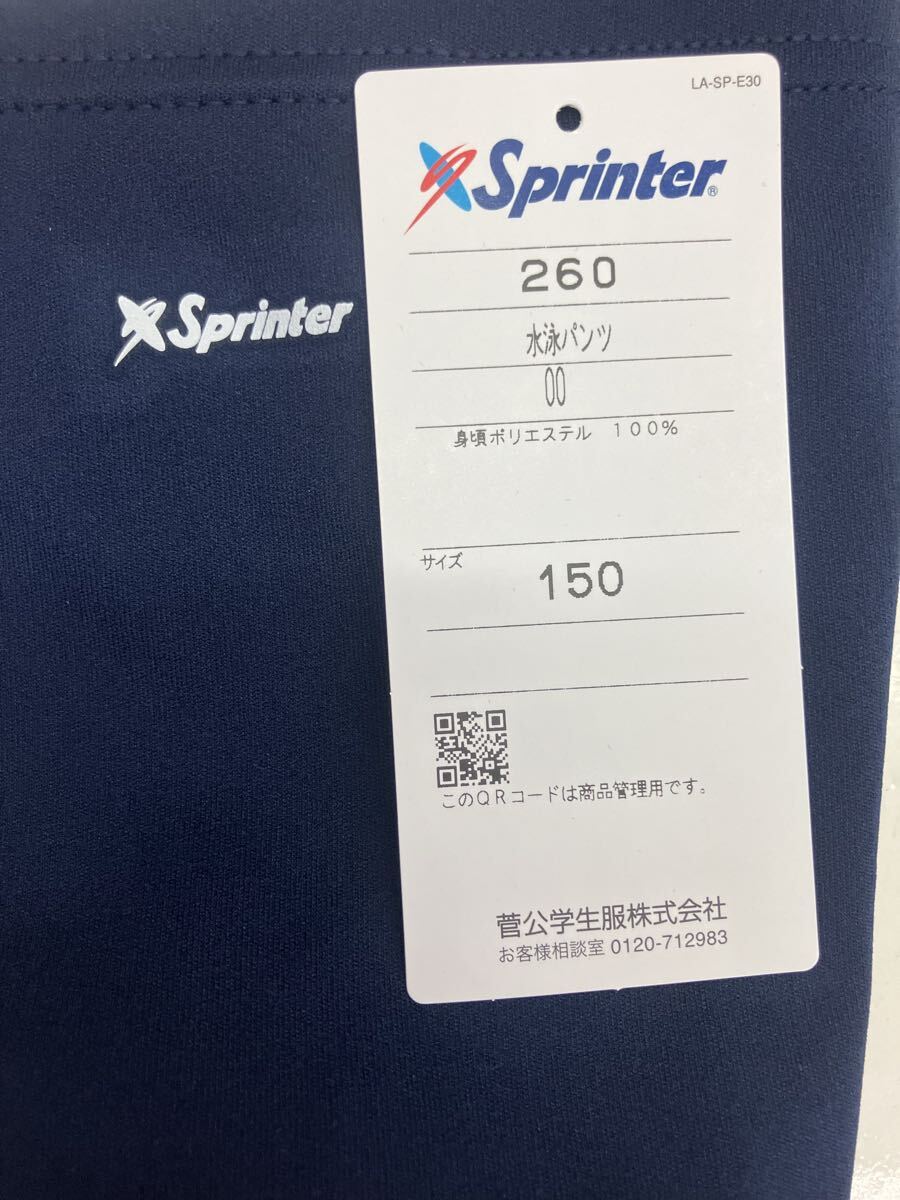 LA-SP-E30
Sprinter®
260
水泳パンツ
00
身頃ポリエステル 100%
サイズ
150
このQRコードは商品管理用です。
菅公学生服株式会社
お客様相談室 0120-712983
Sprinter